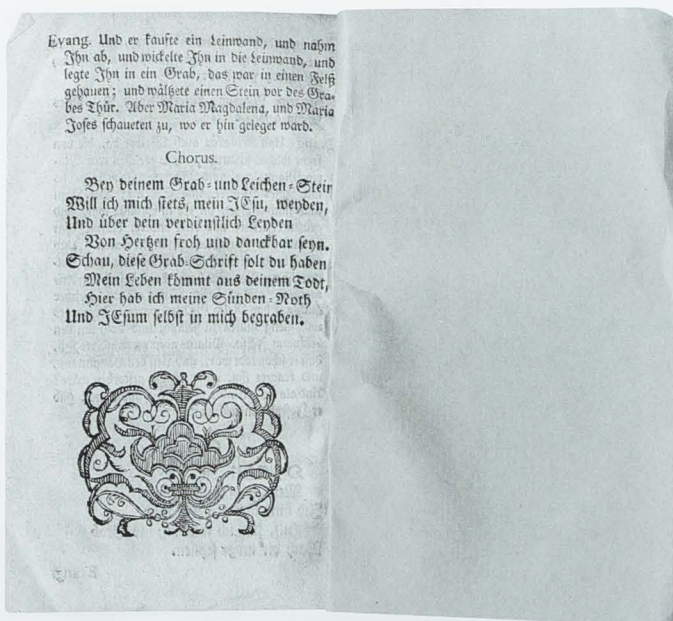 Evang. Und er kaufte ein Leinwand, und nahm
Ihn ab, und wickelte Ihn in die Leinwand, und
legte Ihn in ein Grab, das war in einen Felß
gehauen; und wältzete einen Stein vor des Gra-
bes Thür. Aber Maria Magdalena, und Maria
Joses schaueten zu, wo er hin geleget ward.
Chorus.
Bey deinem Grab- und Leichen-Stein
Will ich mich stets, mein JEsu, weyden,
Und über dein verdienstlich Leyden
Von Hertzen froh und danckbar seyn.
Schau, diese Grab-Schrift solt du haben
Mein Leben kömmt aus deinem Todt,
Hier hab ich meine Sünden-Noth
Und JEsum selbst in mich begraben.